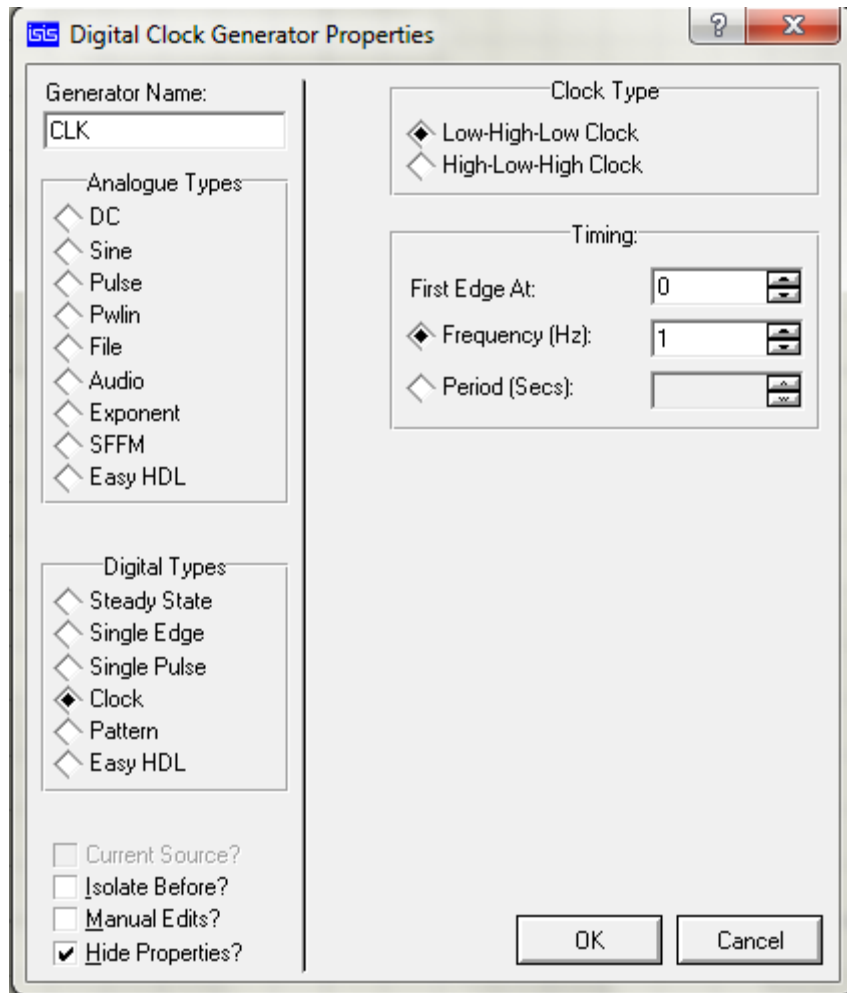 isis Digital Clock Generator Properties
?
X
Generator Name:
CLK
Analogue Types
DC
Sine
Pulse
Pwlin
File
Audio
Exponent
SFFM
Easy HDL
Digital Types
Steady State
Single Edge
Single Pulse
Clock
Pattern
Easy HDL
Current Source?
Isolate Before?
Manual Edits?
Hide Properties?
Clock Type
Low-High-Low Clock
High-Low-High Clock
Timing:
First Edge At: 0
Frequency (Hz): 1
Period (Secs):
OK Cancel